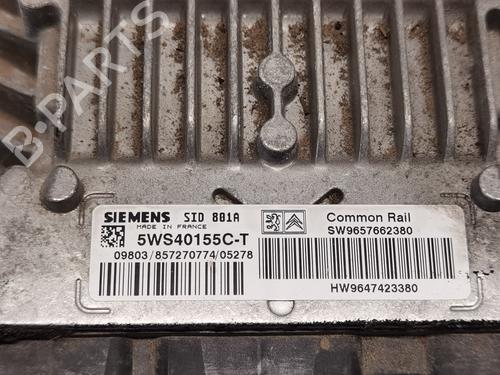 B-PARTS
SIEMENS SID 801A
MADE IN FRANCE
5WS40155C-T
09803/857270774/05278
Common Rail
SW9657662380
HW9647423380